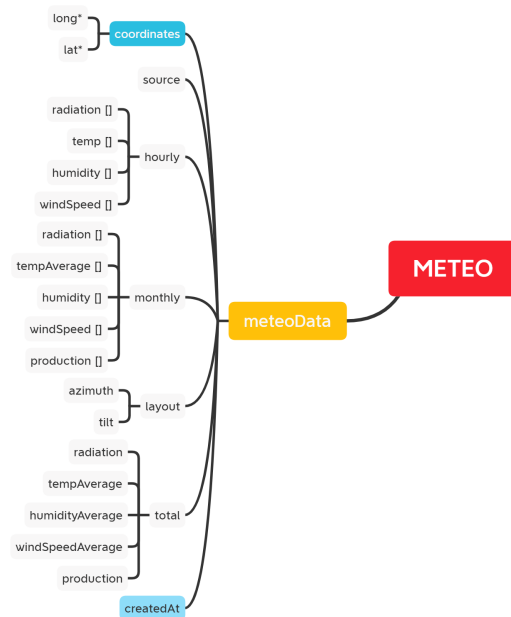 long*
coordinates
lat*
source
radiation []
temp []
hourly
humidity []
windSpeed []
radiation []
tempAverage []
humidity []
monthly
windSpeed []
production []
azimuth
layout
tilt
radiation
tempAverage
humidityAverage
total
windSpeedAverage
production
createdAt
meteoData
METEO